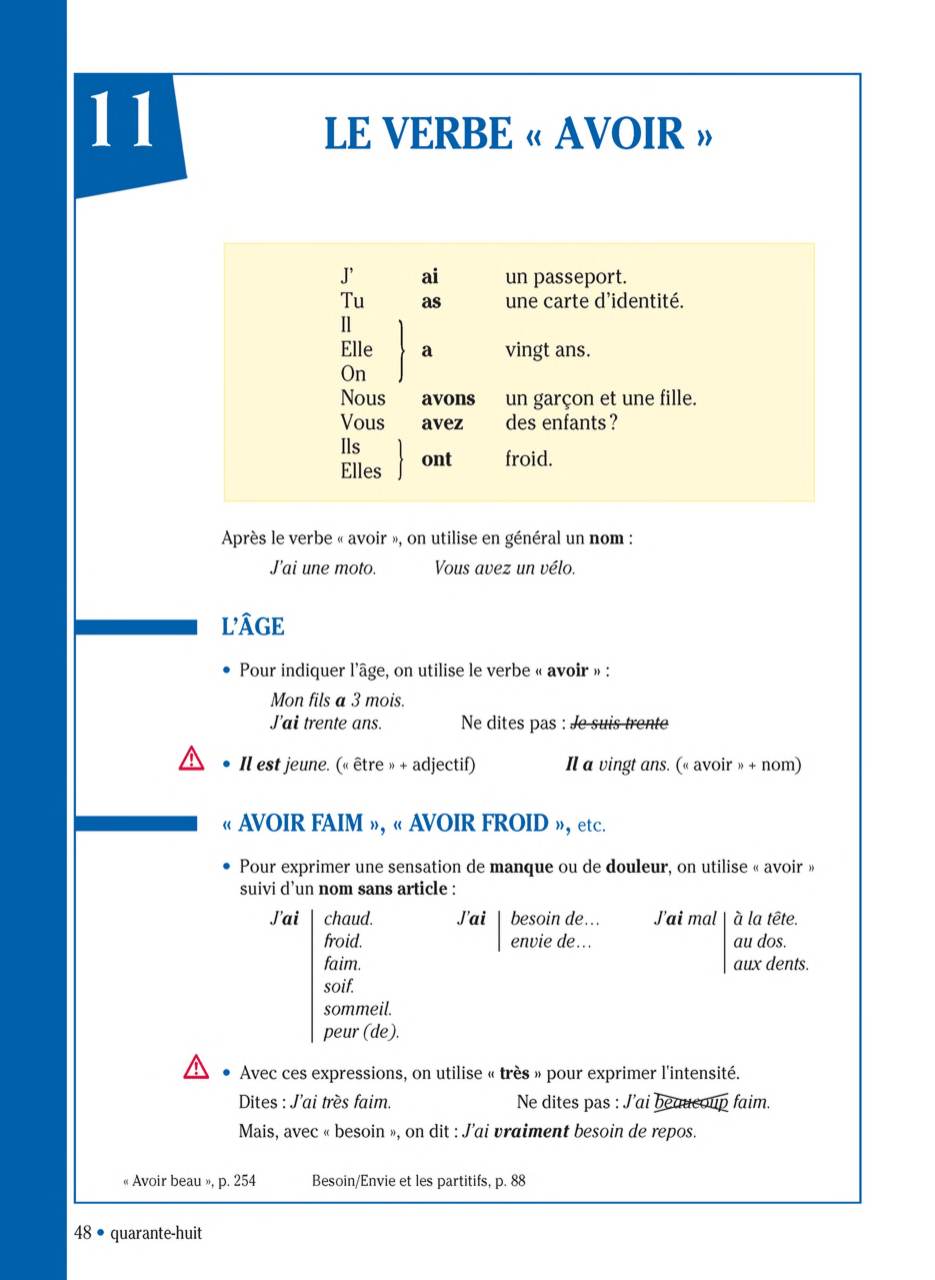 11
LE VERBE « AVOIR »
J’ ai un passeport.
Tu as une carte d’identité.
Il
Elle a vingt ans.
On
Nous avons un garçon et une fille.
Vous avez des enfants ?
Ils
ont froid.
Elles
Après le verbe « avoir », on utilise en général un nom :
J’ai une moto. Vous avez un vélo.
L’ÂGE
• Pour indiquer l’âge, on utilise le verbe « avoir » :
Mon fils a 3 mois.
J’ai trente ans. Ne dites pas : Je suis trente
• Il est jeune. (« être » + adjectif) Il a vingt ans. (« avoir » + nom)
« AVOIR FAIM », « AVOIR FROID », etc.
• Pour exprimer une sensation de manque ou de douleur, on utilise « avoir »
suivi d’un nom sans article :
J’ai chaud. J’ai besoin de… J’ai mal à la tête.
froid. envie de… au dos.
faim. aux dents.
soif.
sommeil.
peur (de).
• Avec ces expressions, on utilise « très » pour exprimer l'intensité.
Dites : J’ai très faim. Ne dites pas : J’ai beaucoup faim.
Mais, avec « besoin », on dit : J’ai vraiment besoin de repos.
« Avoir beau », p. 254 Besoin/Envie et les partitifs, p. 88
48 • quarante-huit